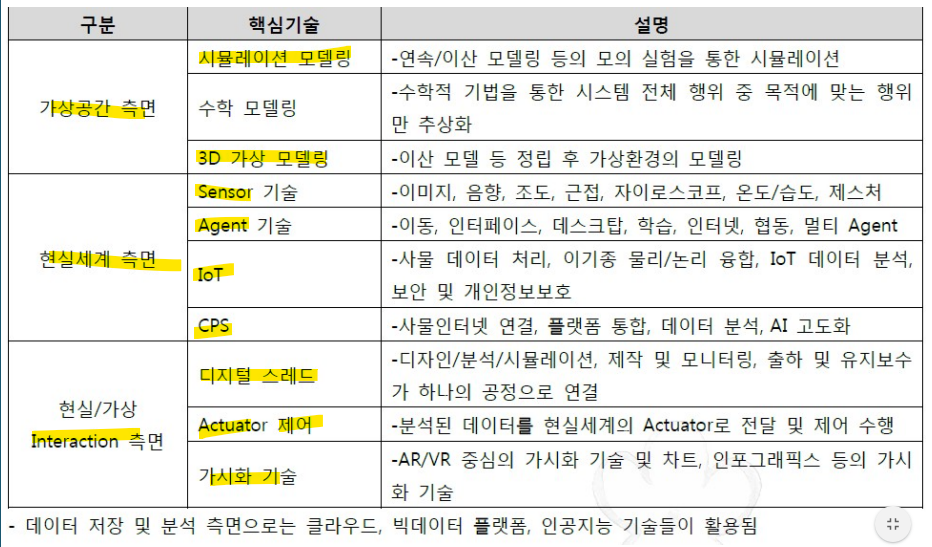 구분 핵심기술 설명
가상공간 측면
시뮬레이션 모델링 -연속/이산 모델링 등의 모의 실험을 통한 시뮬레이션
수학 모델링 -수학적 기법을 통한 시스템 전체 행위 중 목적에 맞는 행위
만 추상화
3D 가상 모델링 -이산 모델 등 정립 후 가상환경의 모델링
현실세계 측면
Sensor 기술 -이미지, 음향, 조도, 근접, 자이로스코프, 온도/습도, 제스처
Agent 기술 -이동, 인터페이스, 데스크탑, 학습, 인터넷, 협동, 멀티 Agent
IoT -사물 데이터 처리, 이기종 물리/논리 융합, IoT 데이터 분석,
보안 및 개인정보보호
CPS -사물인터넷 연결, 플랫폼 통합, 데이터 분석, AI 고도화
현실/가상
Interaction 측면
디지털 스레드 -디자인/분석/시뮬레이션, 제작 및 모니터링, 출하 및 유지보수
가 하나의 공정으로 연결
Actuator 제어 -분석된 데이터를 현실세계의 Actuator로 전달 및 제어 수행
가시화 기술 -AR/VR 중심의 가시화 기술 및 차트, 인포그래픽스 등의 가시
화 기술
- 데이터 저장 및 분석 측면으로는 클라우드, 빅데이터 플랫폼, 인공지능 기술들이 활용됨